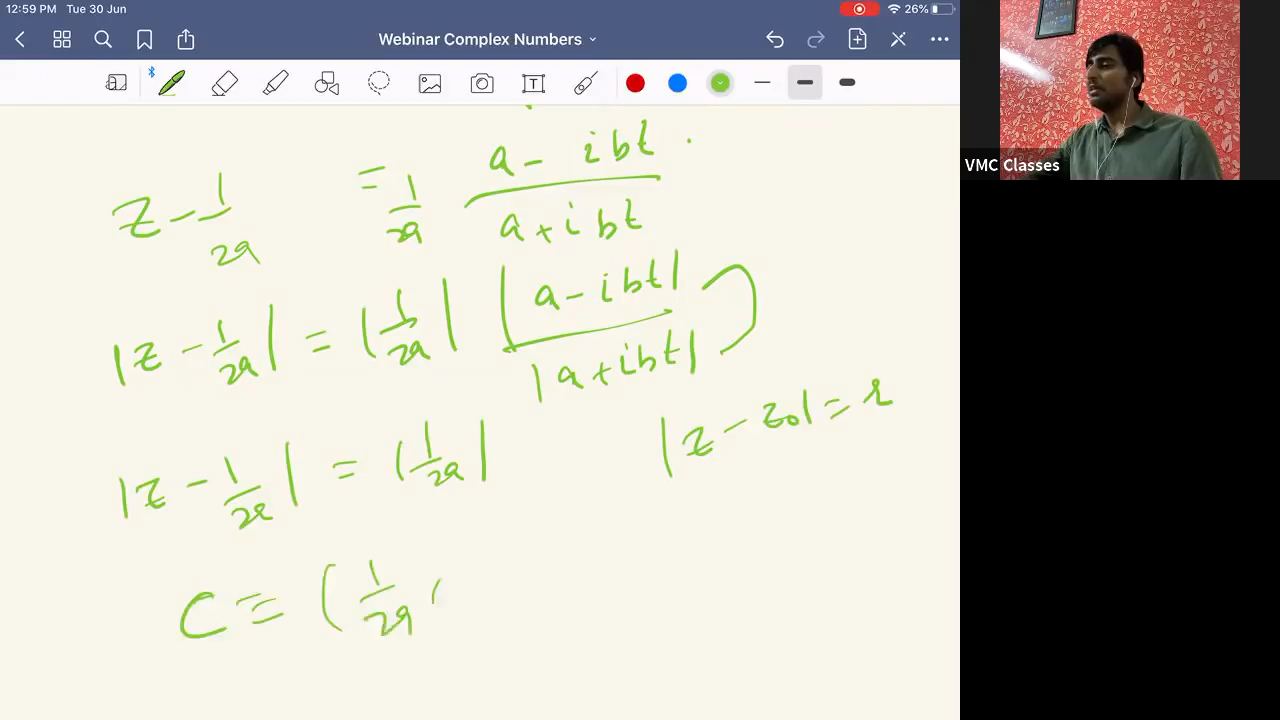 12:59 PM Tue 30 Jun
26%
Webinar Complex Numbers
T
VMC Classes
z - 1/2a = 1/2a (a - ibt)/(a + ibt) .
|z - 1/2a| = |1/2a| |a - ibt|/|a + ibt|
|z - z₀| = r
|z - 1/2a| = |1/2a|
C ≡ ( 1/2a